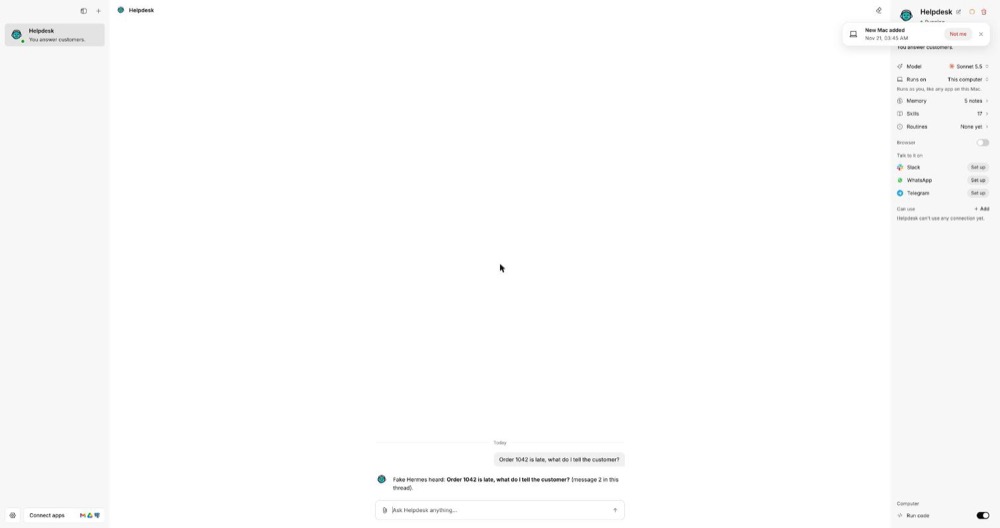 Helpdesk
You answer customers.
Connect apps
Helpdesk
Today
Order 1042 is late, what do I tell the customer?
Fake Hermes heard: Order 1042 is late, what do I tell the customer? (message 2 in this
thread).
Ask Helpdesk anything...
Helpdesk
New Mac added
Nov 21, 03:45 AM
Not me
You answer customers.
Model Sonnet 5.5
Runs on This computer
Runs as you, like any app on this Mac.
Memory 5 notes
Skills 17
Routines None yet
Browser
Talk to it on
Slack Set up
WhatsApp Set up
Telegram Set up
Can use + Add
Helpdesk can't use any connection yet.
Computer
Run code